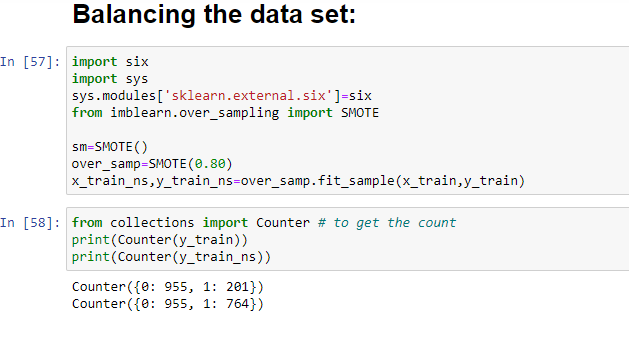 Balancing the data set:
In [57]: import six
import sys
sys.modules['sklearn.external.six']=six
from imblearn.over_sampling import SMOTE
sm=SMOTE()
over_samp=SMOTE(0.80)
x_train_ns,y_train_ns=over_samp.fit_sample(x_train,y_train)
In [58]: from collections import Counter # to get the count
print(Counter(y_train))
print(Counter(y_train_ns))
Counter({0: 955, 1: 201})
Counter({0: 955, 1: 764})